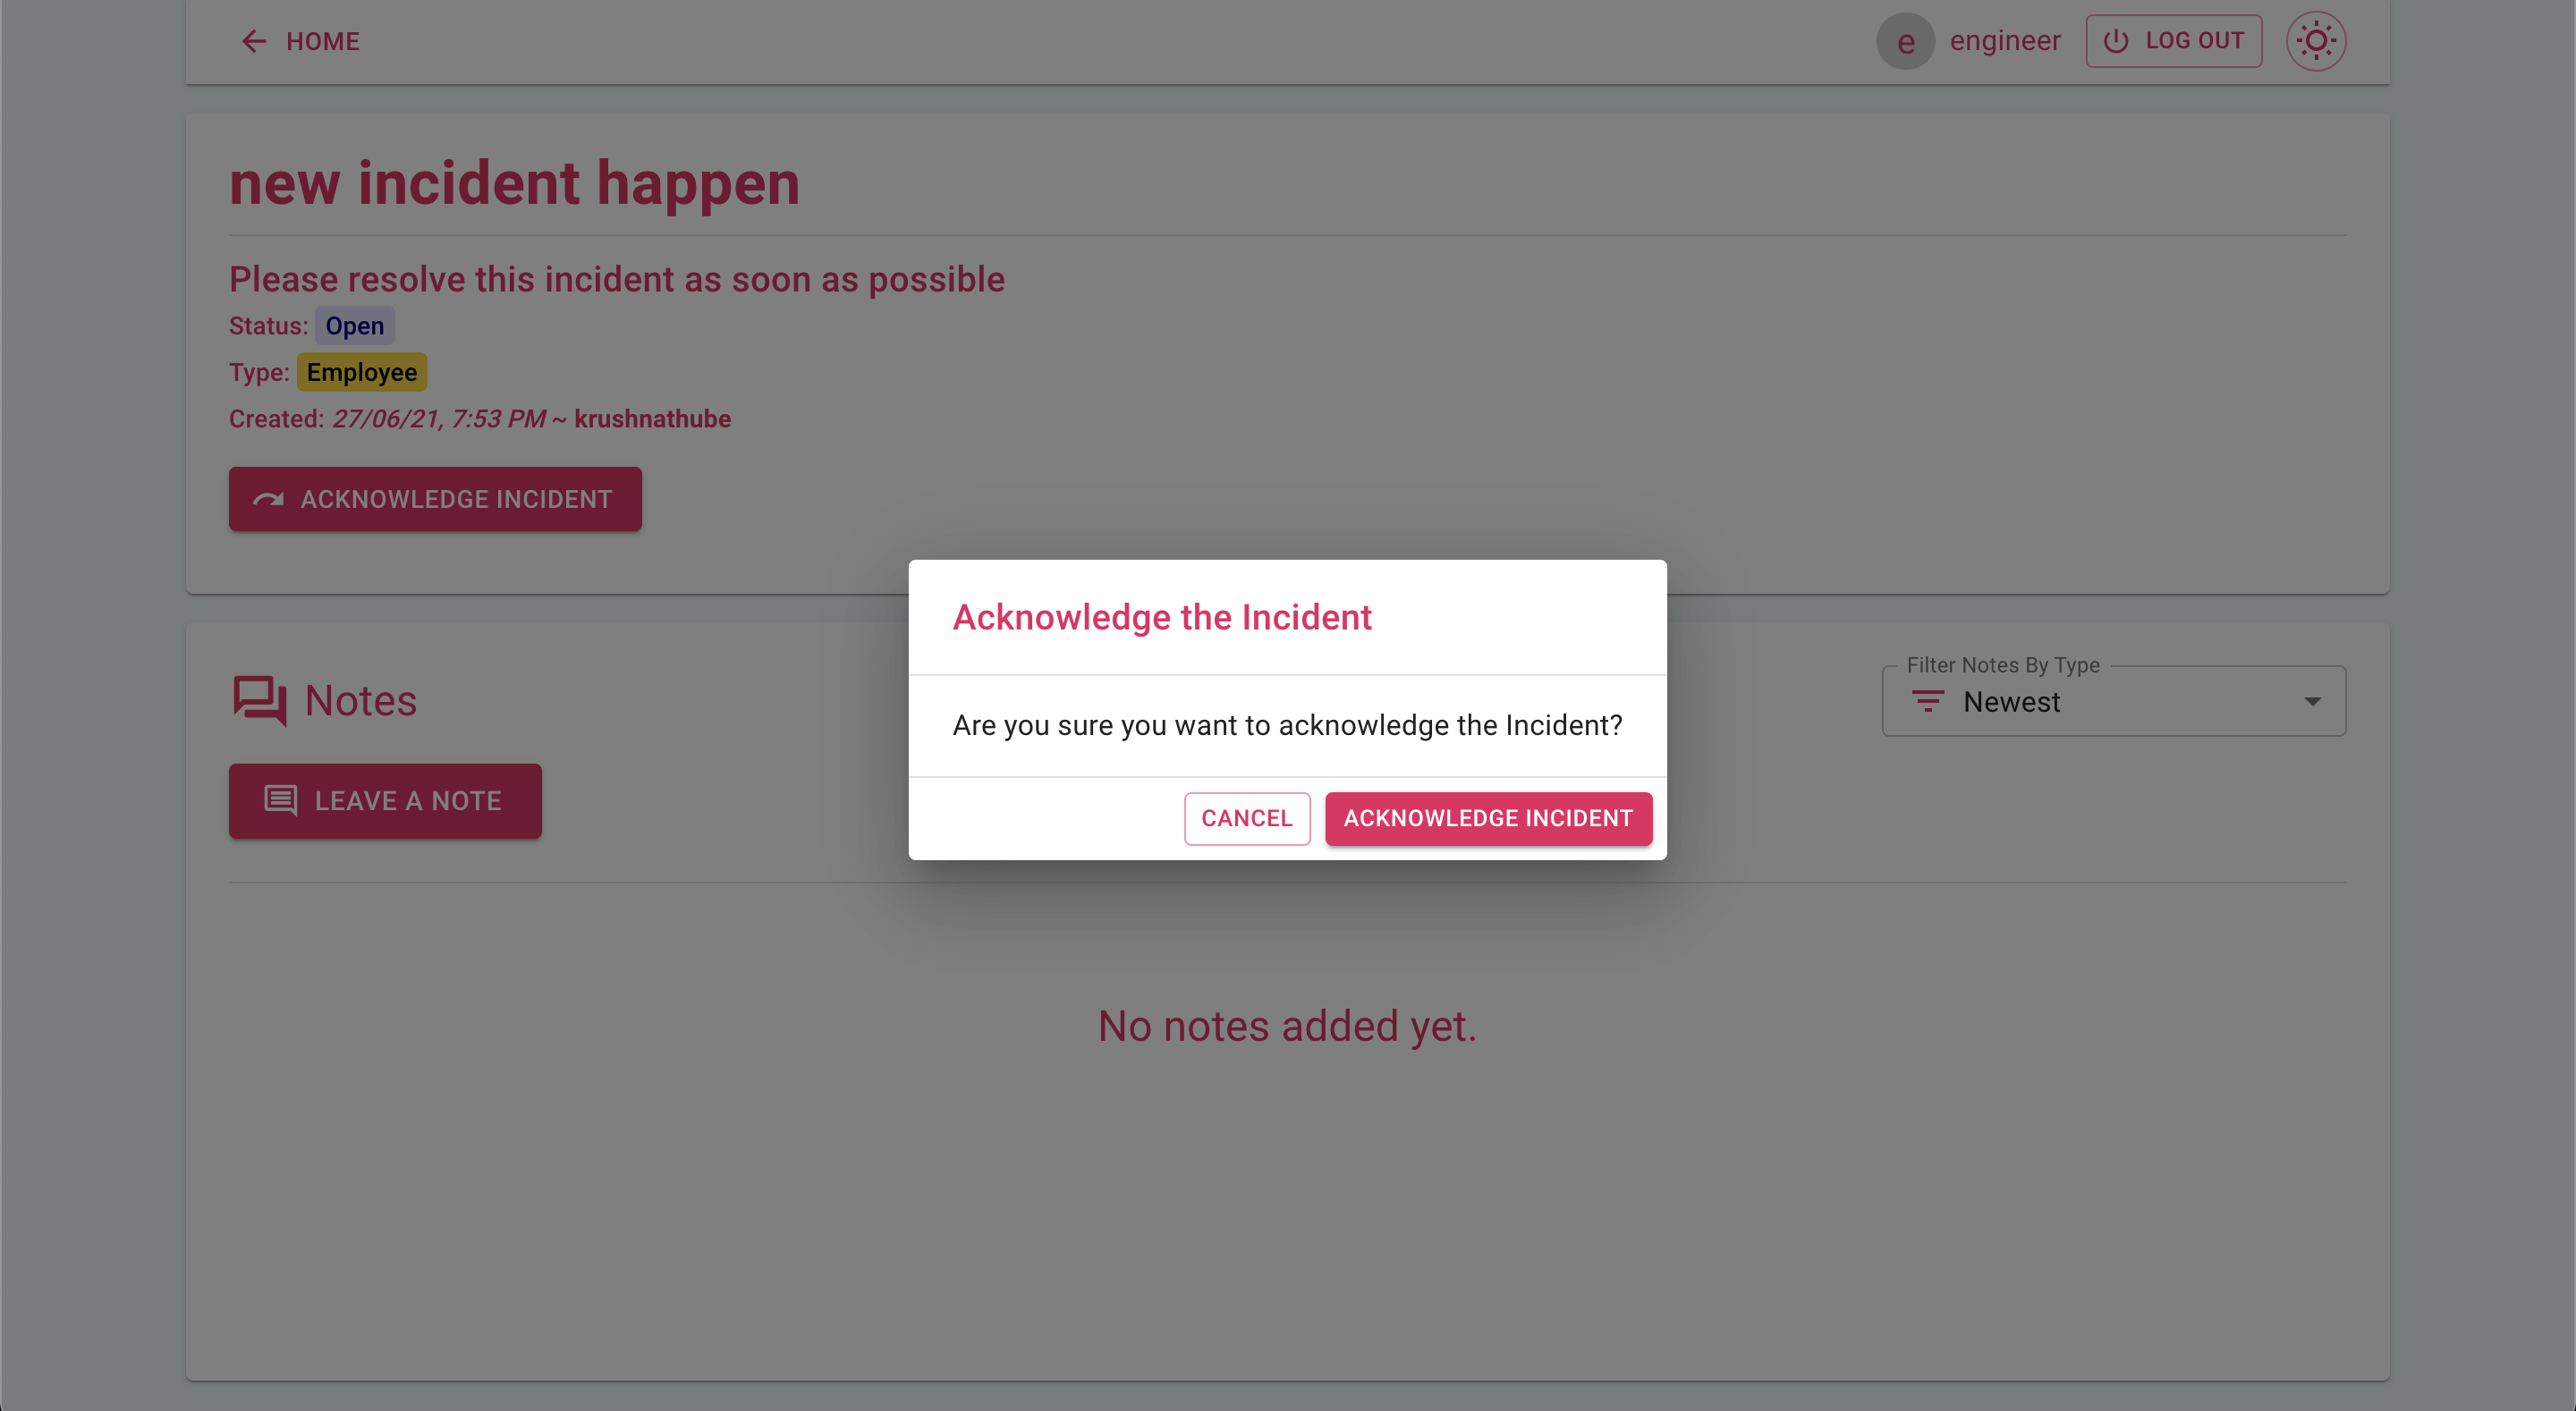 HOME
e engineer LOG OUT
new incident happen
Please resolve this incident as soon as possible
Status: Open
Type: Employee
Created: 27/06/21, 7:53 PM ~ krushnathube
ACKNOWLEDGE INCIDENT
Acknowledge the Incident
Are you sure you want to acknowledge the Incident?
CANCEL ACKNOWLEDGE INCIDENT
Notes
Filter Notes By Type
Newest
LEAVE A NOTE
No notes added yet.